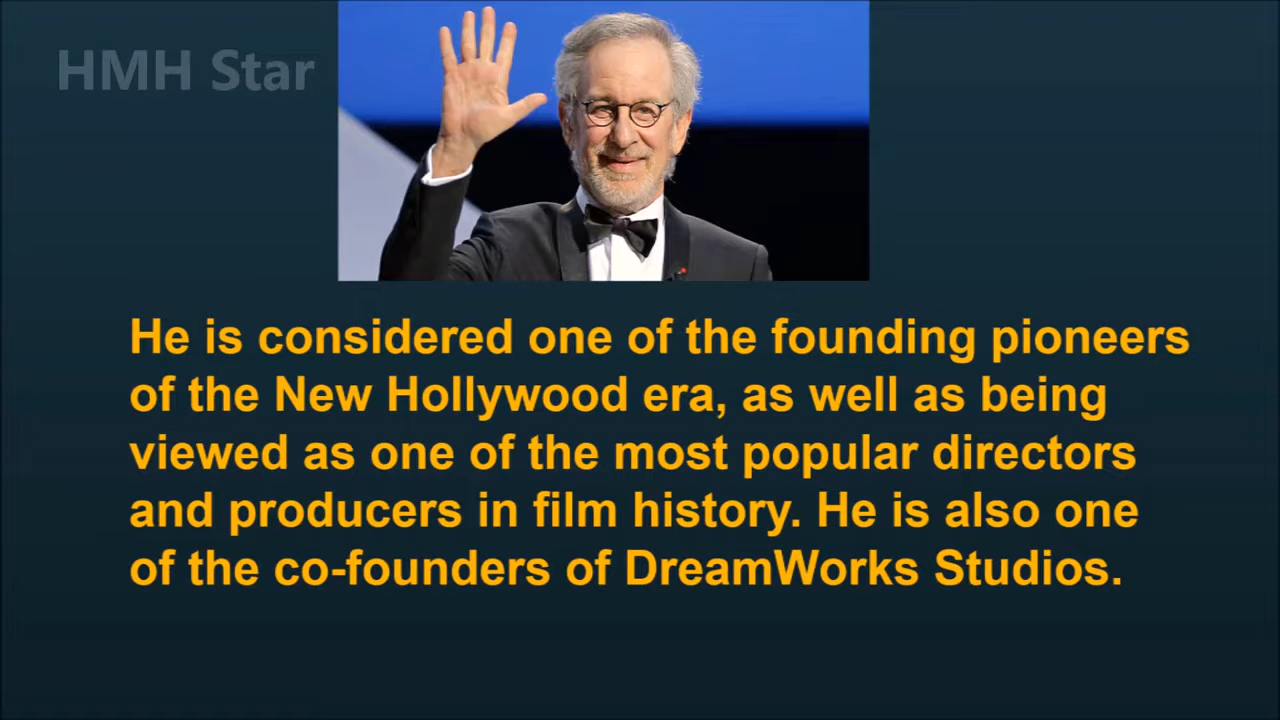 HMH Star
He is considered one of the founding pioneers
of the New Hollywood era, as well as being
viewed as one of the most popular directors
and producers in film history. He is also one
of the co-founders of DreamWorks Studios.